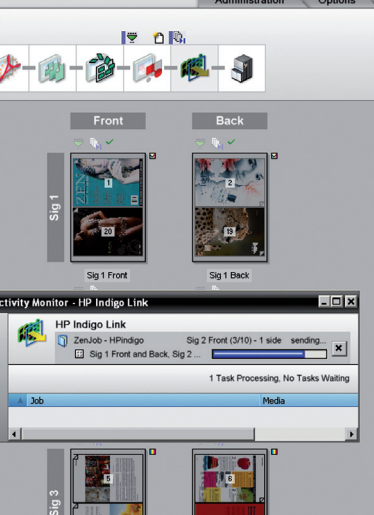 Administration
Options
Front
Back
Sig 1
ZEN
1
20
2
19
Sig 1 Front
Sig 1 Back
ctivity Monitor - HP Indigo Link
HP Indigo Link
ZenJob - HPindigo
Sig 2 Front (3/10) - 1 side
sending...
Sig 1 Front and Back, Sig 2 ...
1 Task Processing, No Tasks Waiting
Job
Media
Sig 3
5
6